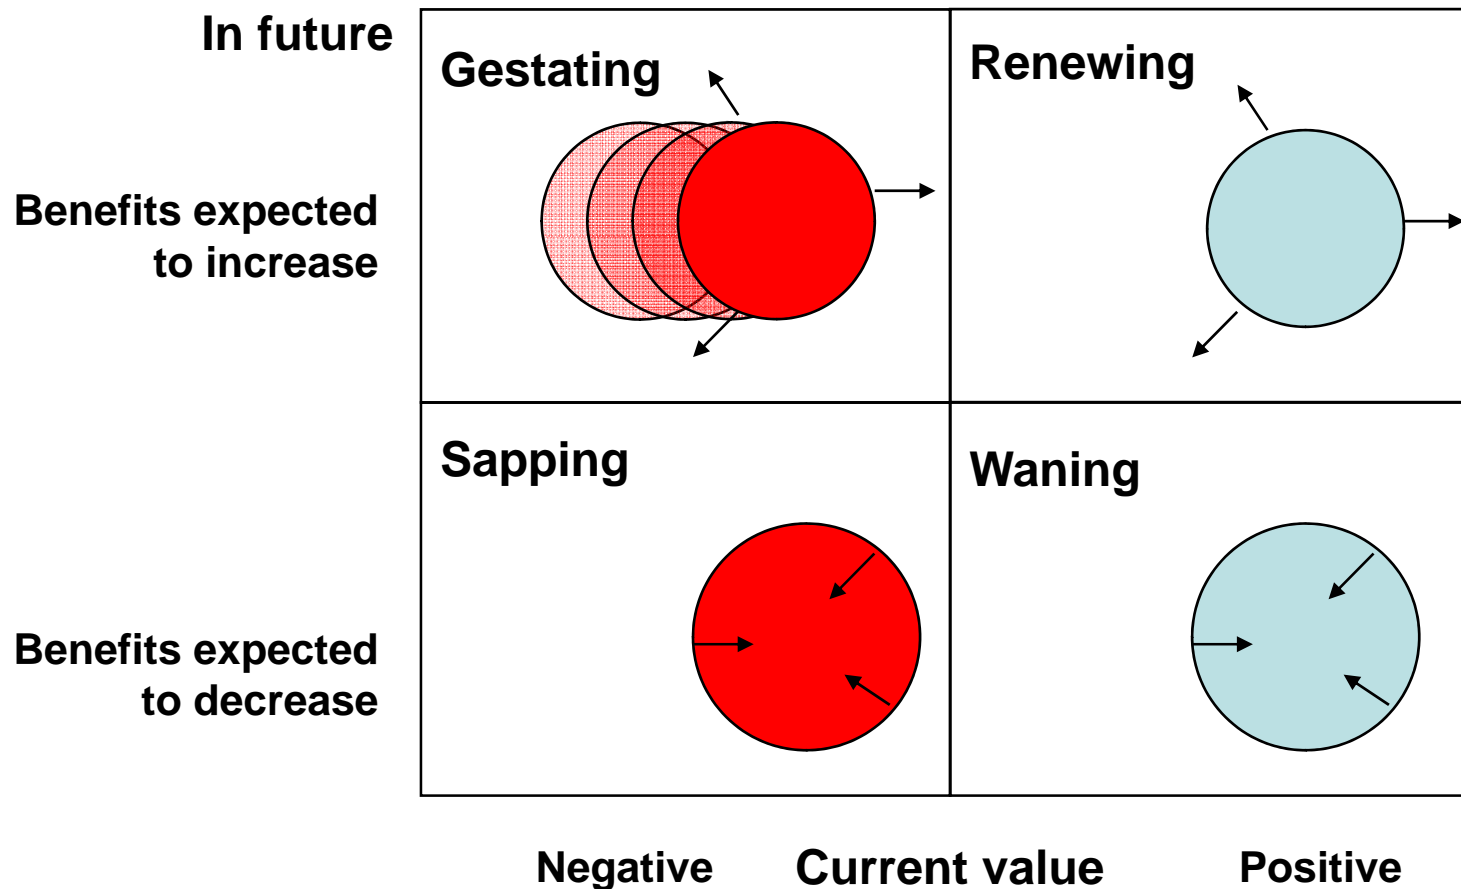 In future
Gestating
Renewing
Benefits expected
to increase
Sapping
Waning
Benefits expected
to decrease
Negative
Current value
Positive